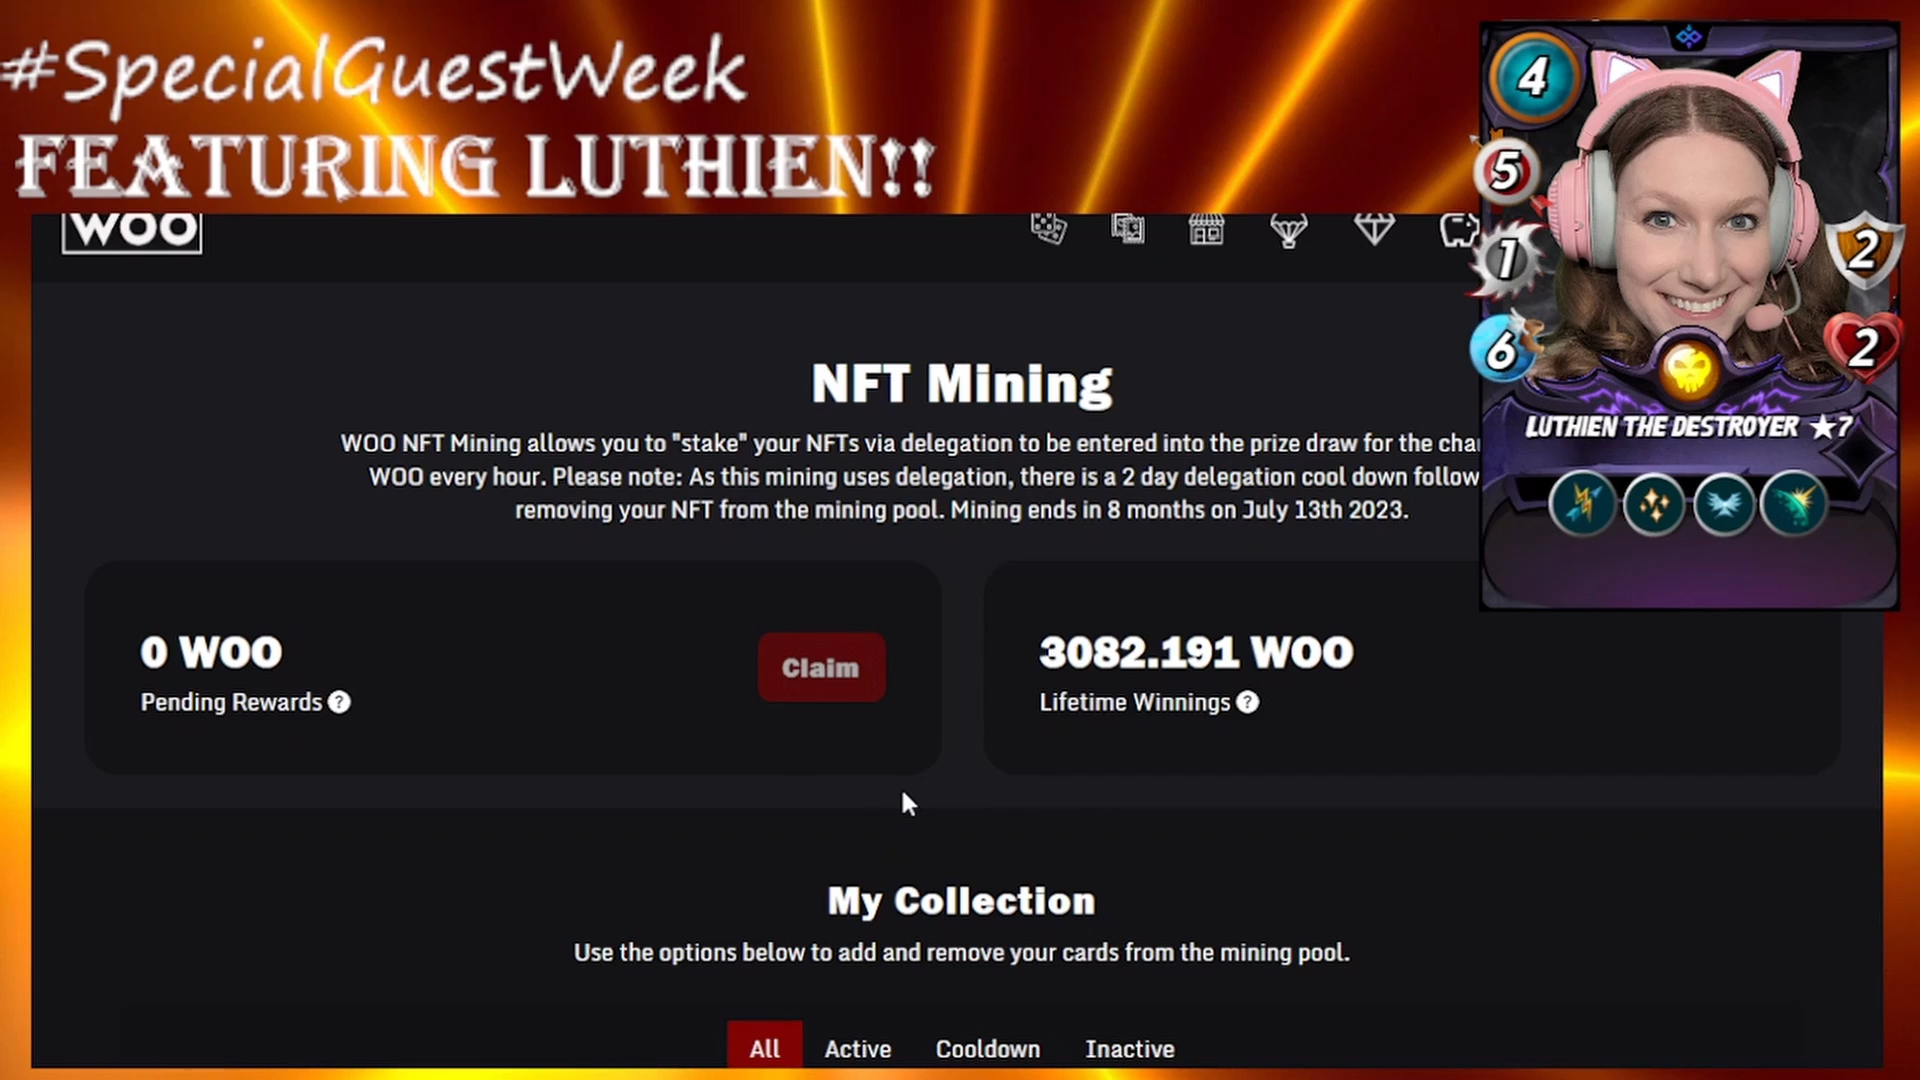 #SpecialGuestWeek
FEATURING LUTHIEN!!
WOO
NFT Mining
WOO NFT Mining allows you to "stake" your NFTs via delegation to be entered into the prize draw for the
WOO every hour. Please note: As this mining uses delegation, there is a 2 day delegation cool down
removing your NFT from the mining pool. Mining ends in 8 months on July 13th 2023.
0 WOO
Pending Rewards ?
Claim
3082.191 WOO
Lifetime Winnings ?
My Collection
Use the options below to add and remove your cards from the mining pool.
All Active Cooldown Inactive
4
5
1
6
2
2
LUTHIEN THE DESTROYER ★7